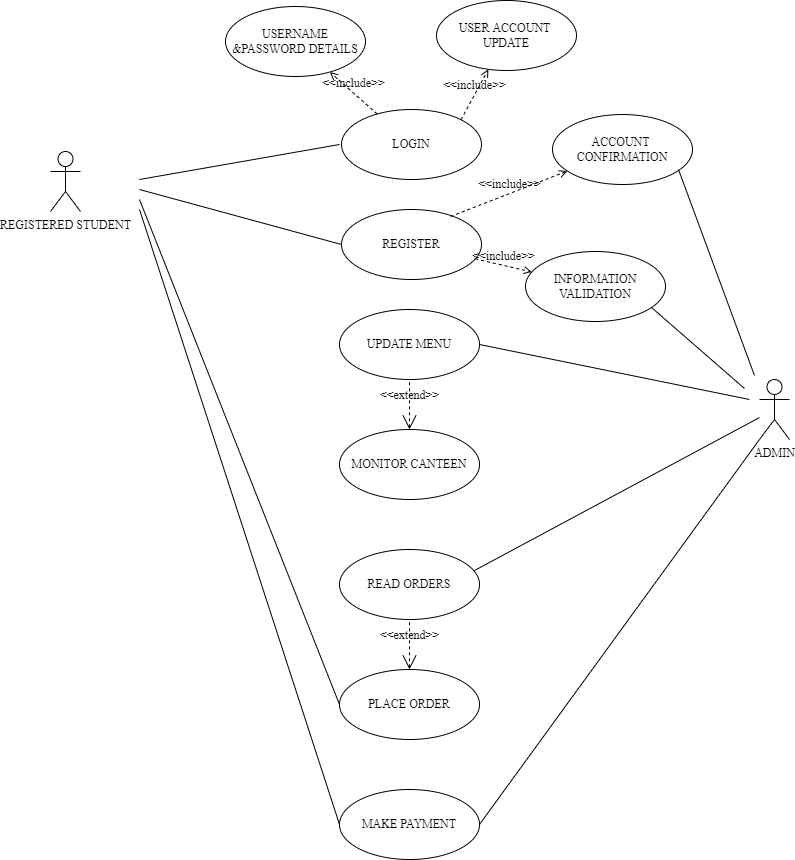 USERNAME
&PASSWORD DETAILS
USER ACCOUNT
UPDATE
<<include>>
<<include>>
LOGIN
ACCOUNT
CONFIRMATION
<<include>>
REGISTERED STUDENT
REGISTER
<<include>>
INFORMATION
VALIDATION
UPDATE MENU
<<extend>>
ADMIN
MONITOR CANTEEN
READ ORDERS
<<extend>>
PLACE ORDER
MAKE PAYMENT